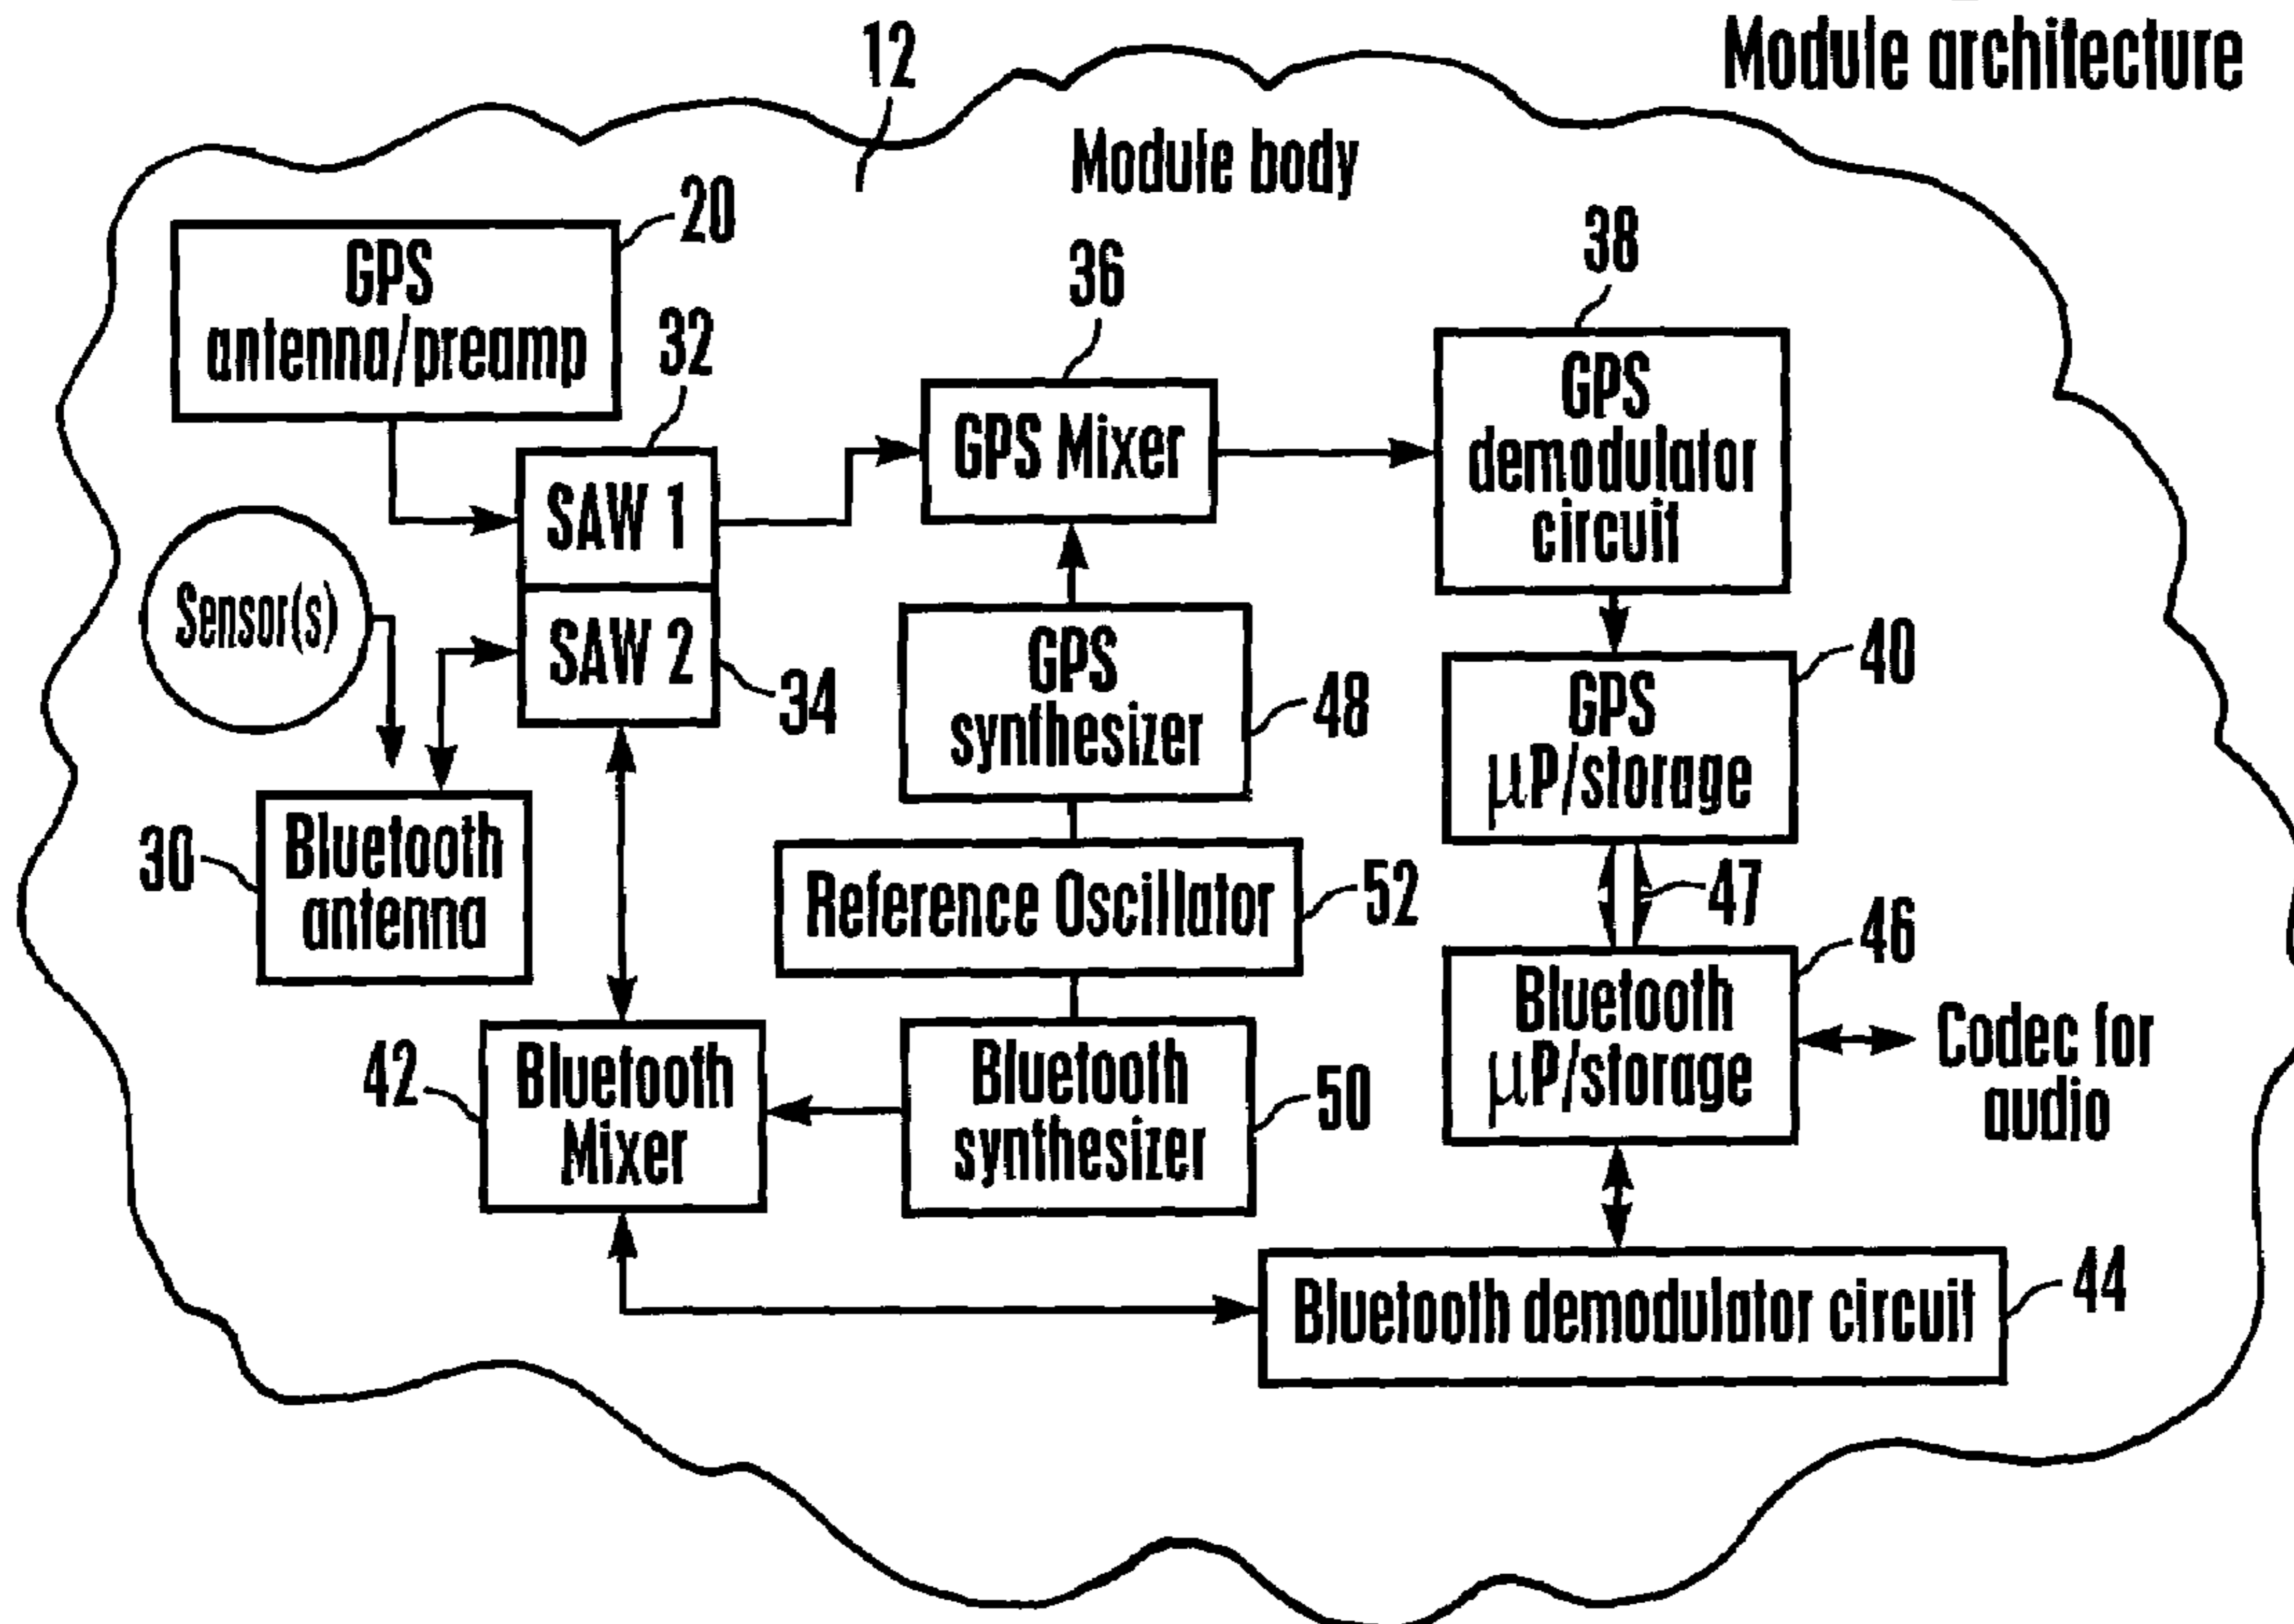 Module architecture
12
Module body
20
GPS
antenna/preamp
32
SAW 1
SAW 2
34
Sensor(s)
30
Bluetooth
antenna
36
GPS Mixer
38
GPS
demodulator
circuit
GPS
synthesizer
48
40
GPS
µP/storage
Reference Oscillator
52
47
46
Bluetooth
µP/storage
Codec for
audio
42
Bluetooth
Mixer
Bluetooth
synthesizer
50
Bluetooth demodulator circuit
44